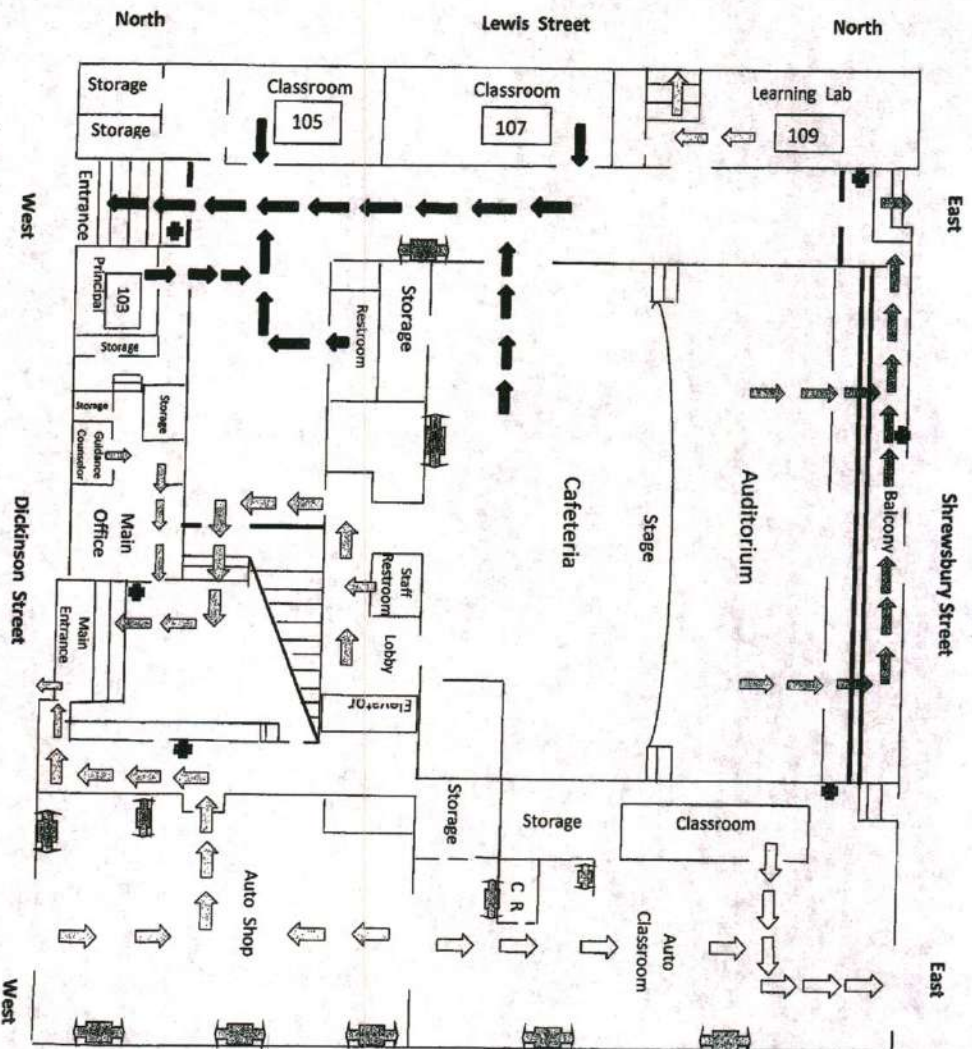 North
Lewis Street
North
Storage
Storage
Classroom
105
Classroom
107
Learning Lab
109
Entrance
West
East
Principal
103
Storage
Restroom
Storage
Storage
Storage
Guidance
Counselor
Main
Office
Dickinson Street
Main
Entrance
Staff
Restroom
Lobby
Elevator
Cafeteria
Stage
Auditorium
Balcony
Shrewsbury Street
Storage
Storage
Classroom
C R
Auto Shop
Auto
Classroom
West
East